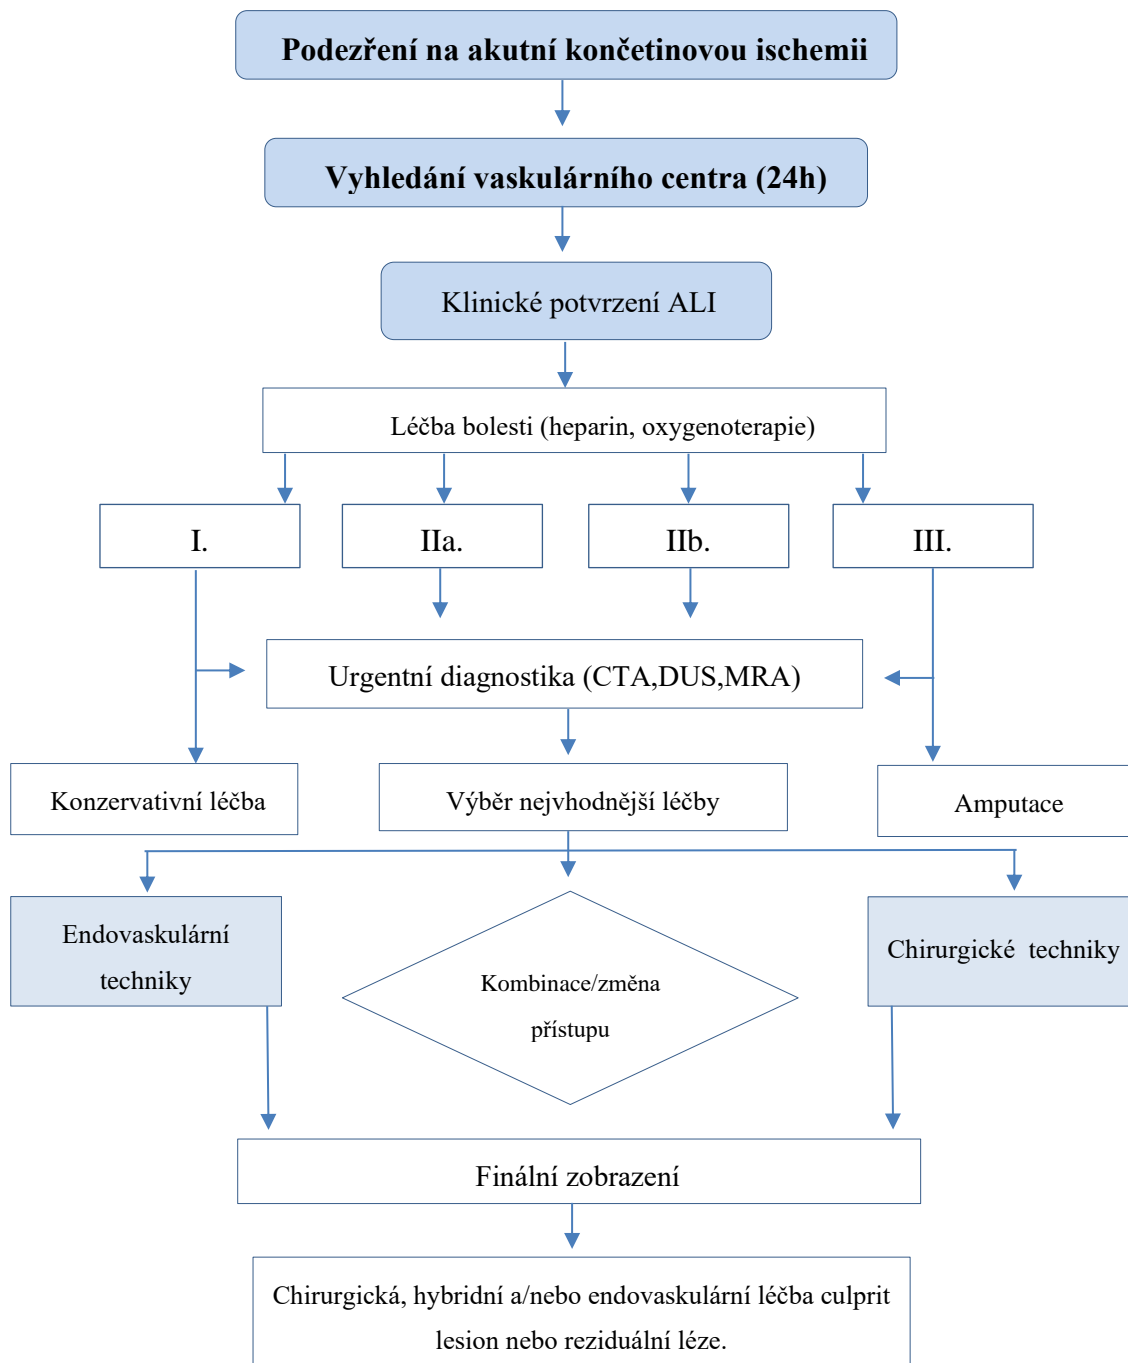 Podezření na akutní končetinovou ischemii
Vyhledání vaskulárního centra (24h)
Klinické potvrzení ALI
Léčba bolesti (heparin, oxygenoterapie)
I.
IIa.
IIb.
III.
Urgentní diagnostika (CTA,DUS,MRA)
Konzervativní léčba
Výběr nejvhodnější léčby
Amputace
Endovaskulární
techniky
Kombinace/změna
přístupu
Chirurgické techniky
Finální zobrazení
Chirurgická, hybridní a/nebo endovaskulární léčba culprit
lesion nebo reziduální léze.